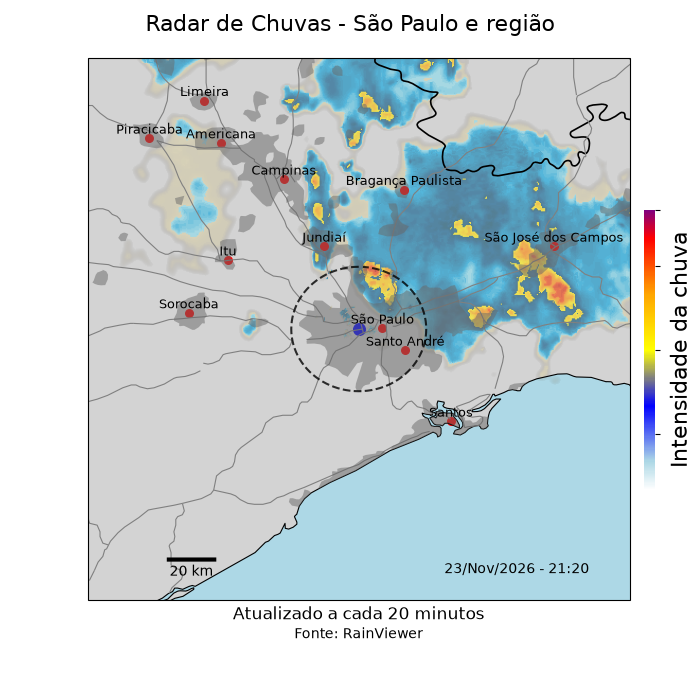 Radar de Chuvas - São Paulo e região
Limeira
Piracicaba
Americana
Campinas
Bragança Paulista
Jundiaí
São José dos Campos
Itu
Sorocaba
São Paulo
Santo André
Santos
Intensidade da chuva
20 km
23/Nov/2026 - 21:20
Atualizado a cada 20 minutos
Fonte: RainViewer